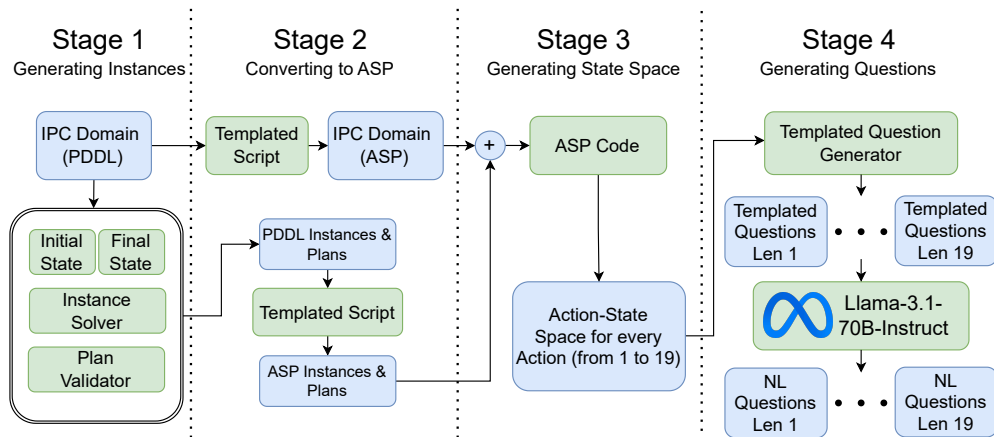 Stage 1
Generating Instances
IPC Domain
(PDDL)
Initial
State
Final
State
Instance
Solver
Plan
Validator
Stage 2
Converting to ASP
Templated
Script
IPC Domain
(ASP)
PDDL Instances &
Plans
Templated Script
ASP Instances &
Plans
Stage 3
Generating State Space
+
ASP Code
Action-State
Space for every
Action (from 1 to 19)
Stage 4
Generating Questions
Templated Question
Generator
Templated
Questions
Len 1
Templated
Questions
Len 19
Llama-3.1-
70B-Instruct
NL
Questions
Len 1
NL
Questions
Len 19